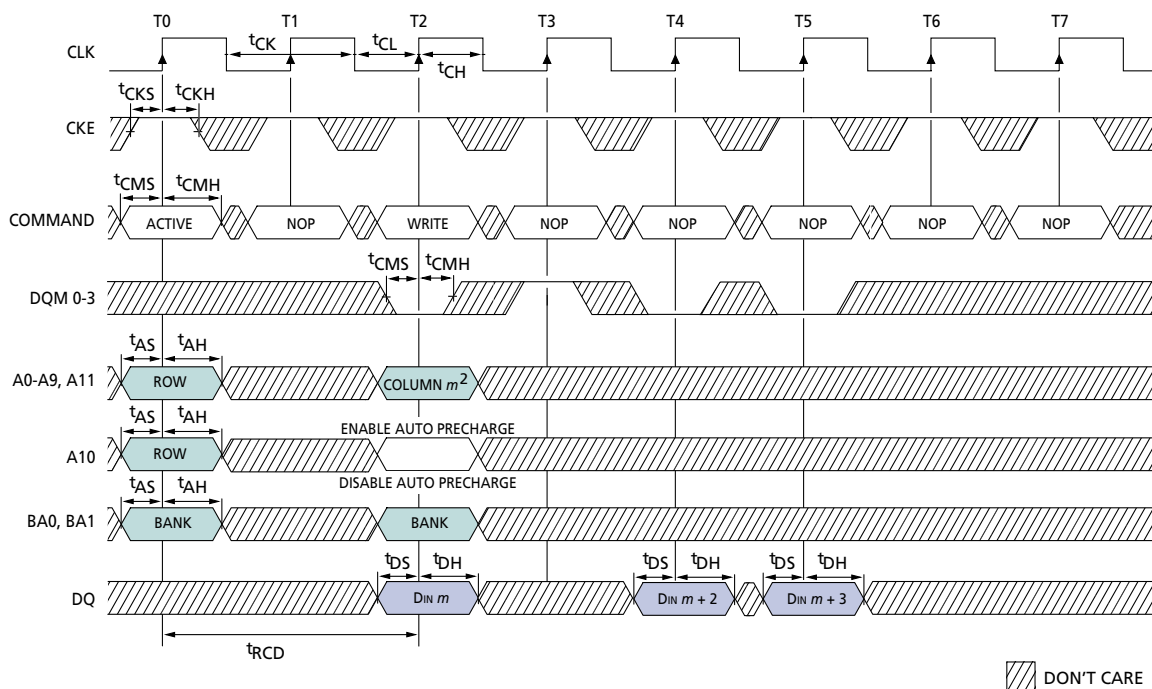 T0 T1 T2 T3 T4 T5 T6 T7
CLK
tCK tCL tCH
tCKS tCKH
CKE
tCMS tCMH
COMMAND ACTIVE NOP WRITE NOP NOP NOP NOP NOP
tCMS tCMH
DQM 0-3
tAS tAH
A0-A9, A11 ROW COLUMN m2
tAS tAH ENABLE AUTO PRECHARGE
A10 ROW
DISABLE AUTO PRECHARGE
tAS tAH
BA0, BA1 BANK BANK
tDS tDH tDS tDH tDS tDH
DQ DIN m DIN m + 2 DIN m + 3
tRCD
DON'T CARE